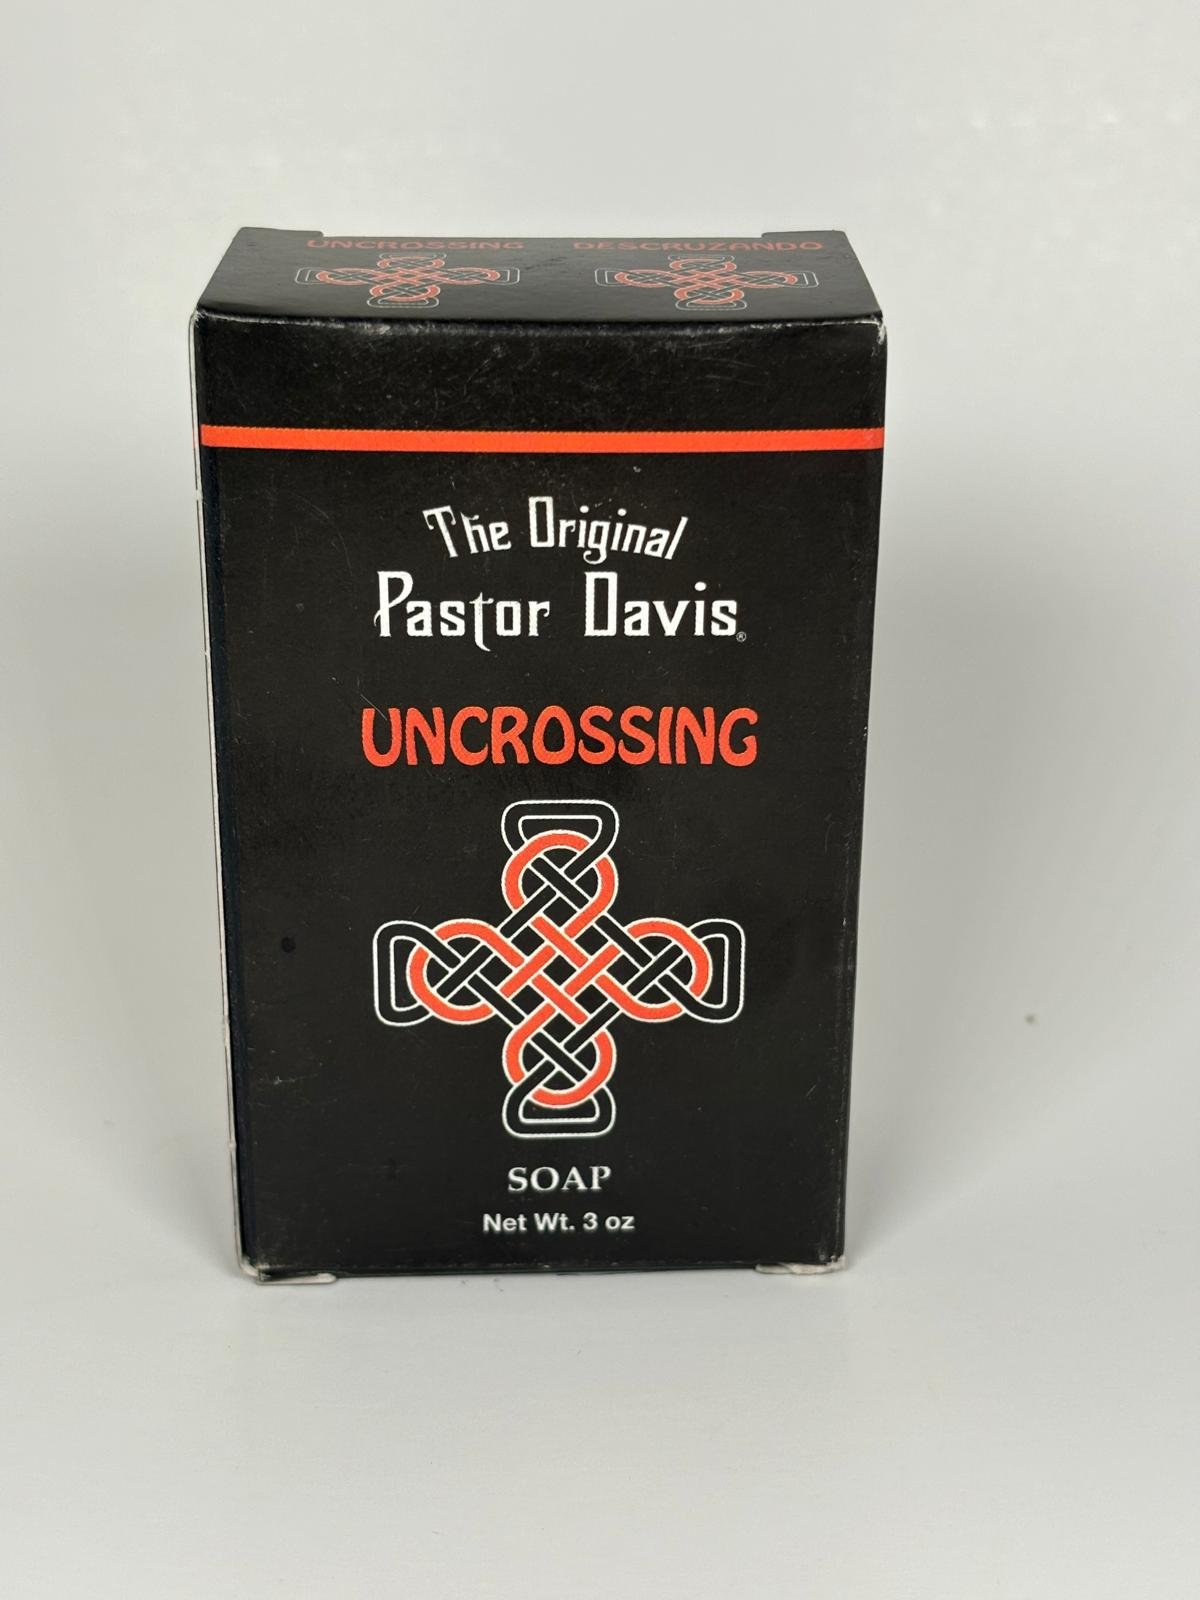 UNCROSSING DESCRUZANDO
The Original
Pastor Davis®
UNCROSSING
SOAP
Net Wt. 3 oz